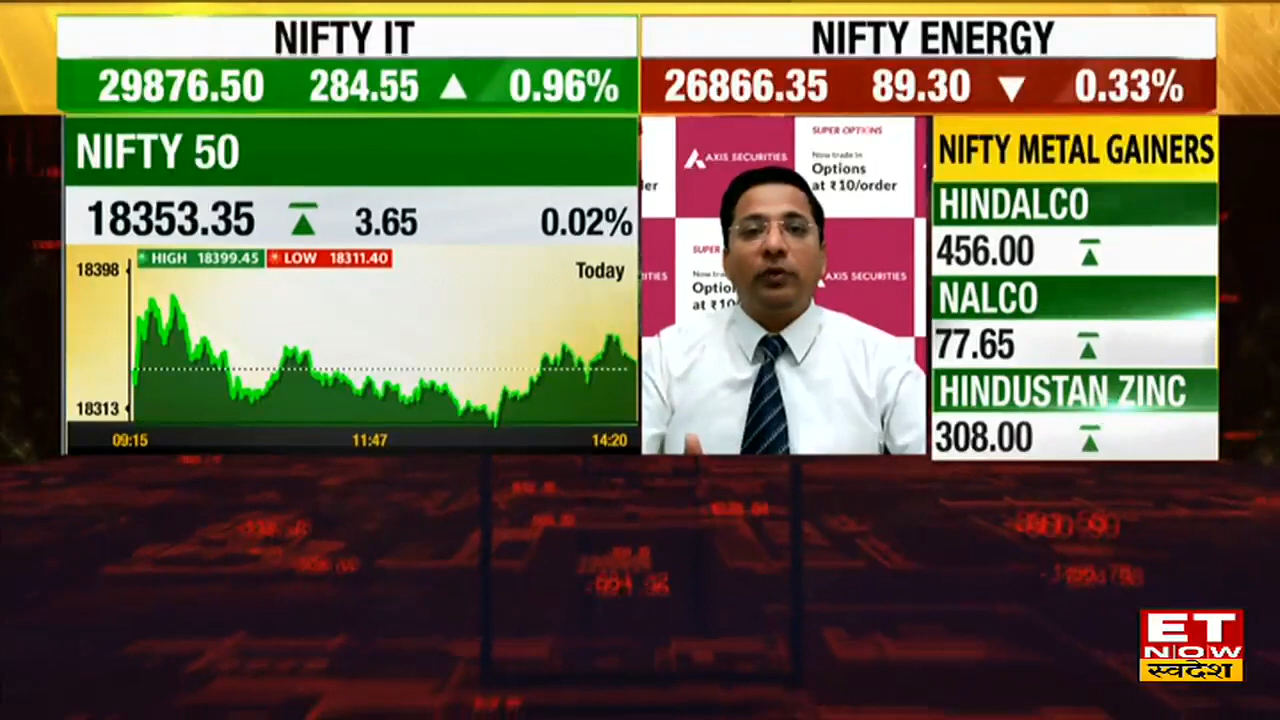 NIFTY IT
29876.50 284.55 ▲ 0.96%
NIFTY ENERGY
26866.35 89.30 ▼ 0.33%
NIFTY 50
18353.35 3.65 0.02%
HIGH 18399.45 LOW 18311.40
Today
18398
18313
09:15 11:47 14:20
AXIS SECURITIES
SUPER OPTIONS
Now trade in
Options
at ₹10/order
SUPER
AXIS SECURITIES
NIFTY METAL GAINERS
HINDALCO
456.00
NALCO
77.65
HINDUSTAN ZINC
308.00
ET
NOW
स्वदेश